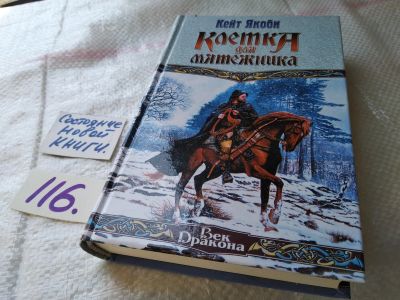 Кейт Якоби
Клетка
для
мятежника
Век
Дракона
Состояние
новой
книги.
116.